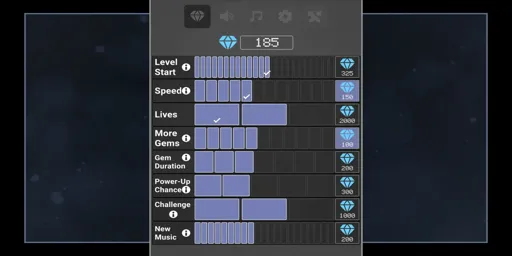 185
Level
Start
325
Speed
150
Lives
2000
More
Gems
100
Gem
Duration
200
Power-Up
Chance
300
Challenge
1000
New
Music
200